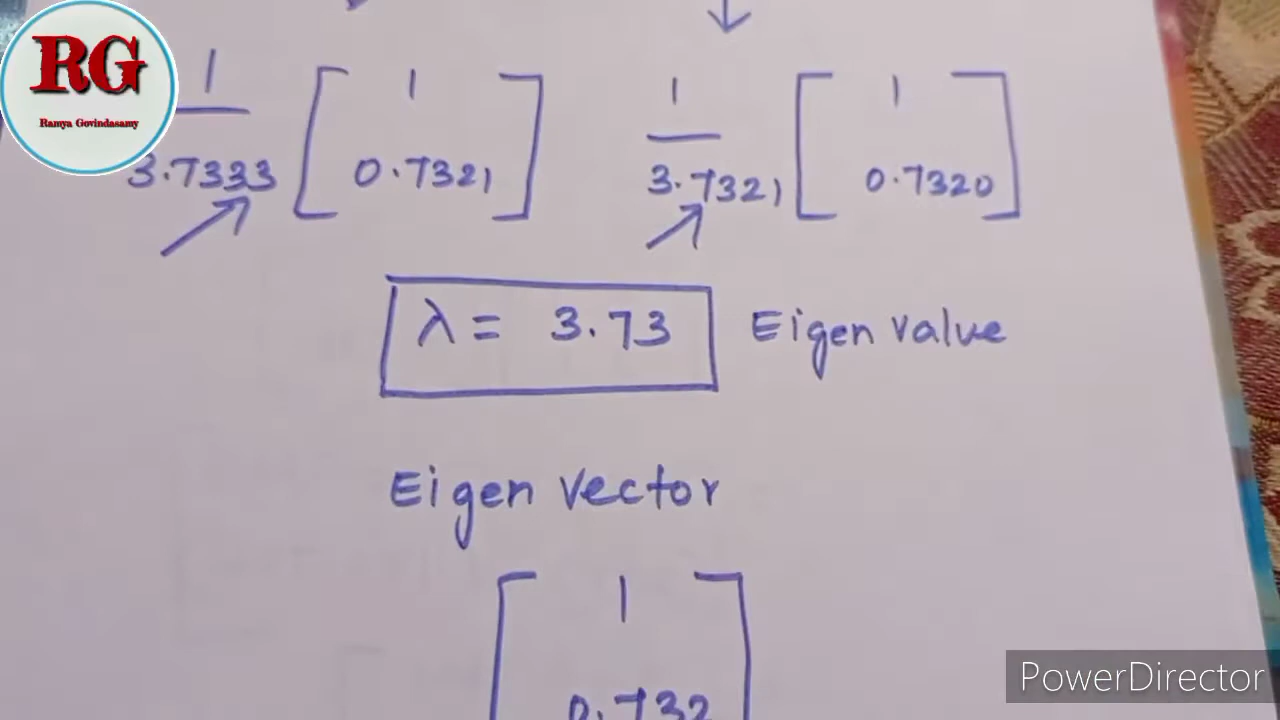 RG
Ramya Govindasamy
1 1 1 1
3.7333 0.7321 3.7321 0.7320
λ = 3.73 Eigen value
Eigen vector
1
0.732
PowerDirector